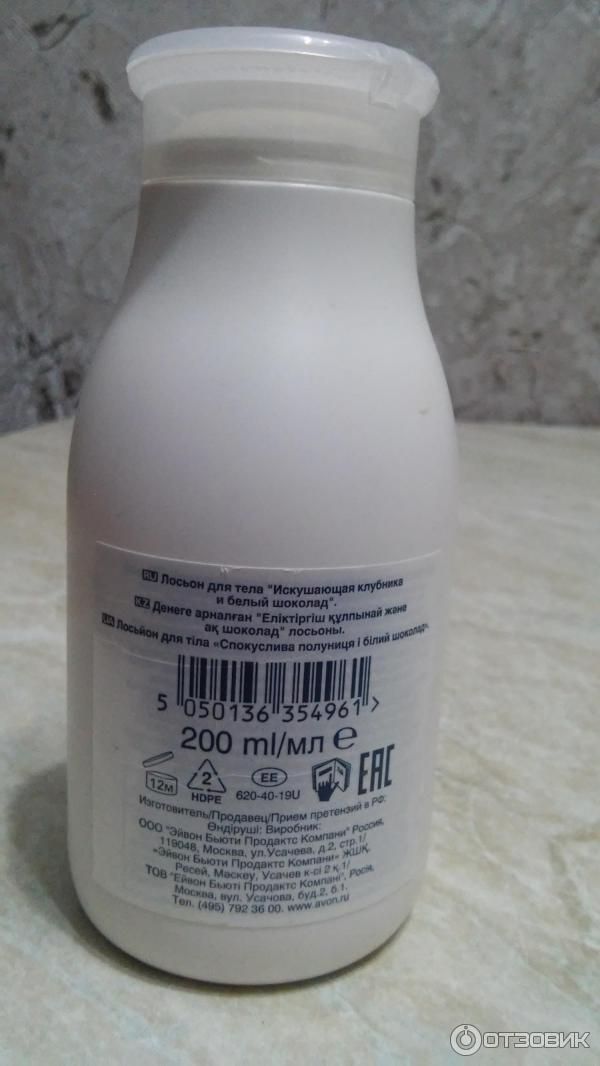 RU Лосьон для тела "Искушающая клубника
и белый шоколад".
KZ Денеге арналған "Еліктіргіш құлпынай және
ақ шоколад" лосьоны.
UA Лосьйон для тіла «Спокуслива полуниця і білий шоколад».
5 050136 354961 >
200 ml/мл e
12M 2 HDPE EE 620-40-19U EAC
Изготовитель/Продавец/Прием претензий в РФ:
Өндіруші: Виробник:
ООО "Эйвон Бьюти Продактс Компани" Россия,
119048, Москва, ул.Усачева, д.2, стр.1/
«Эйвон Бьюти Продактс Компани» ЖШҚ,
Ресей, Мәскеу, Усачев к-сі 2 қ.1/
ТОВ "Ейвон Бьюті Продактс Компані", Росія,
Москва, вул. Усачова, буд.2, б.1.
Тел. (495) 792 36 00. www.avon.ru
ОТЗОВИК